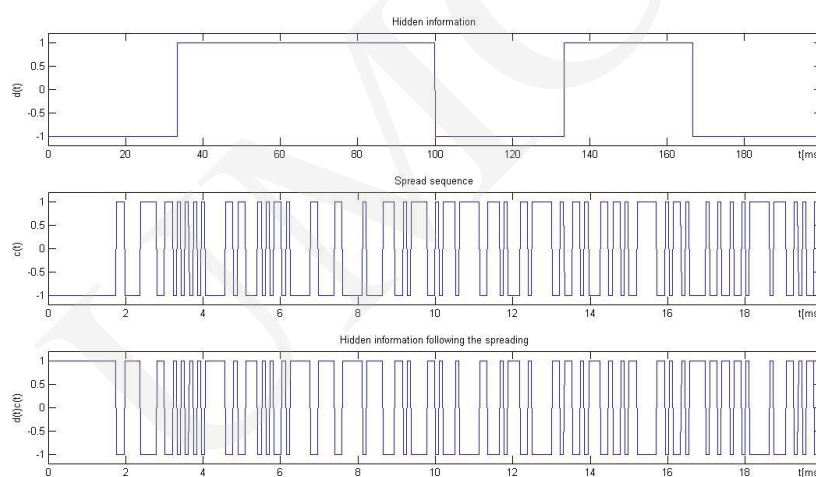 Hidden information
1
0.5
0
-0.5
-1
d(t)
0 20 40 60 80 100 120 140 160 180 t[ms
Spread sequence
1
0.5
0
-0.5
-1
c(t)
0 2 4 6 8 10 12 14 16 18 t[ms
Hidden information following the spreading
1
0.5
0
-0.5
-1
d(t)c(t)
0 2 4 6 8 10 12 14 16 18 t[ms
UMC